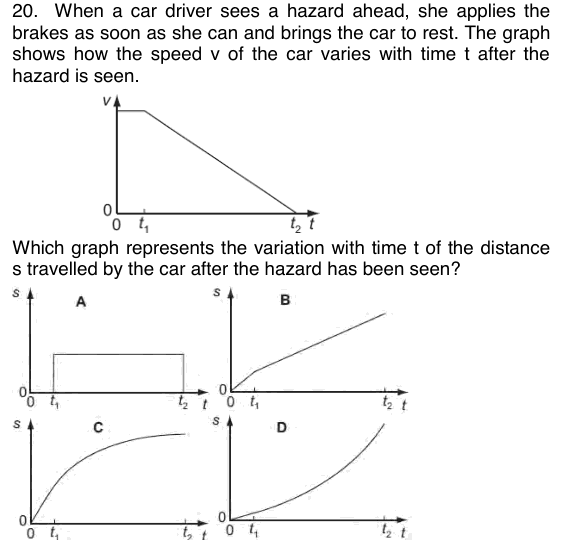 20. When a car driver sees a hazard ahead, she applies the
brakes as soon as she can and brings the car to rest. The graph
shows how the speed v of the car varies with time t after the
hazard is seen.
v
0
0 t₁ t₂ t
Which graph represents the variation with time t of the distance
s travelled by the car after the hazard has been seen?
s A
0
0 t₁ t₂ t
s B
0
0 t₁ t₂ t
s C
0
0 t₁ t₂ t
s D
0
0 t₁ t₂ t